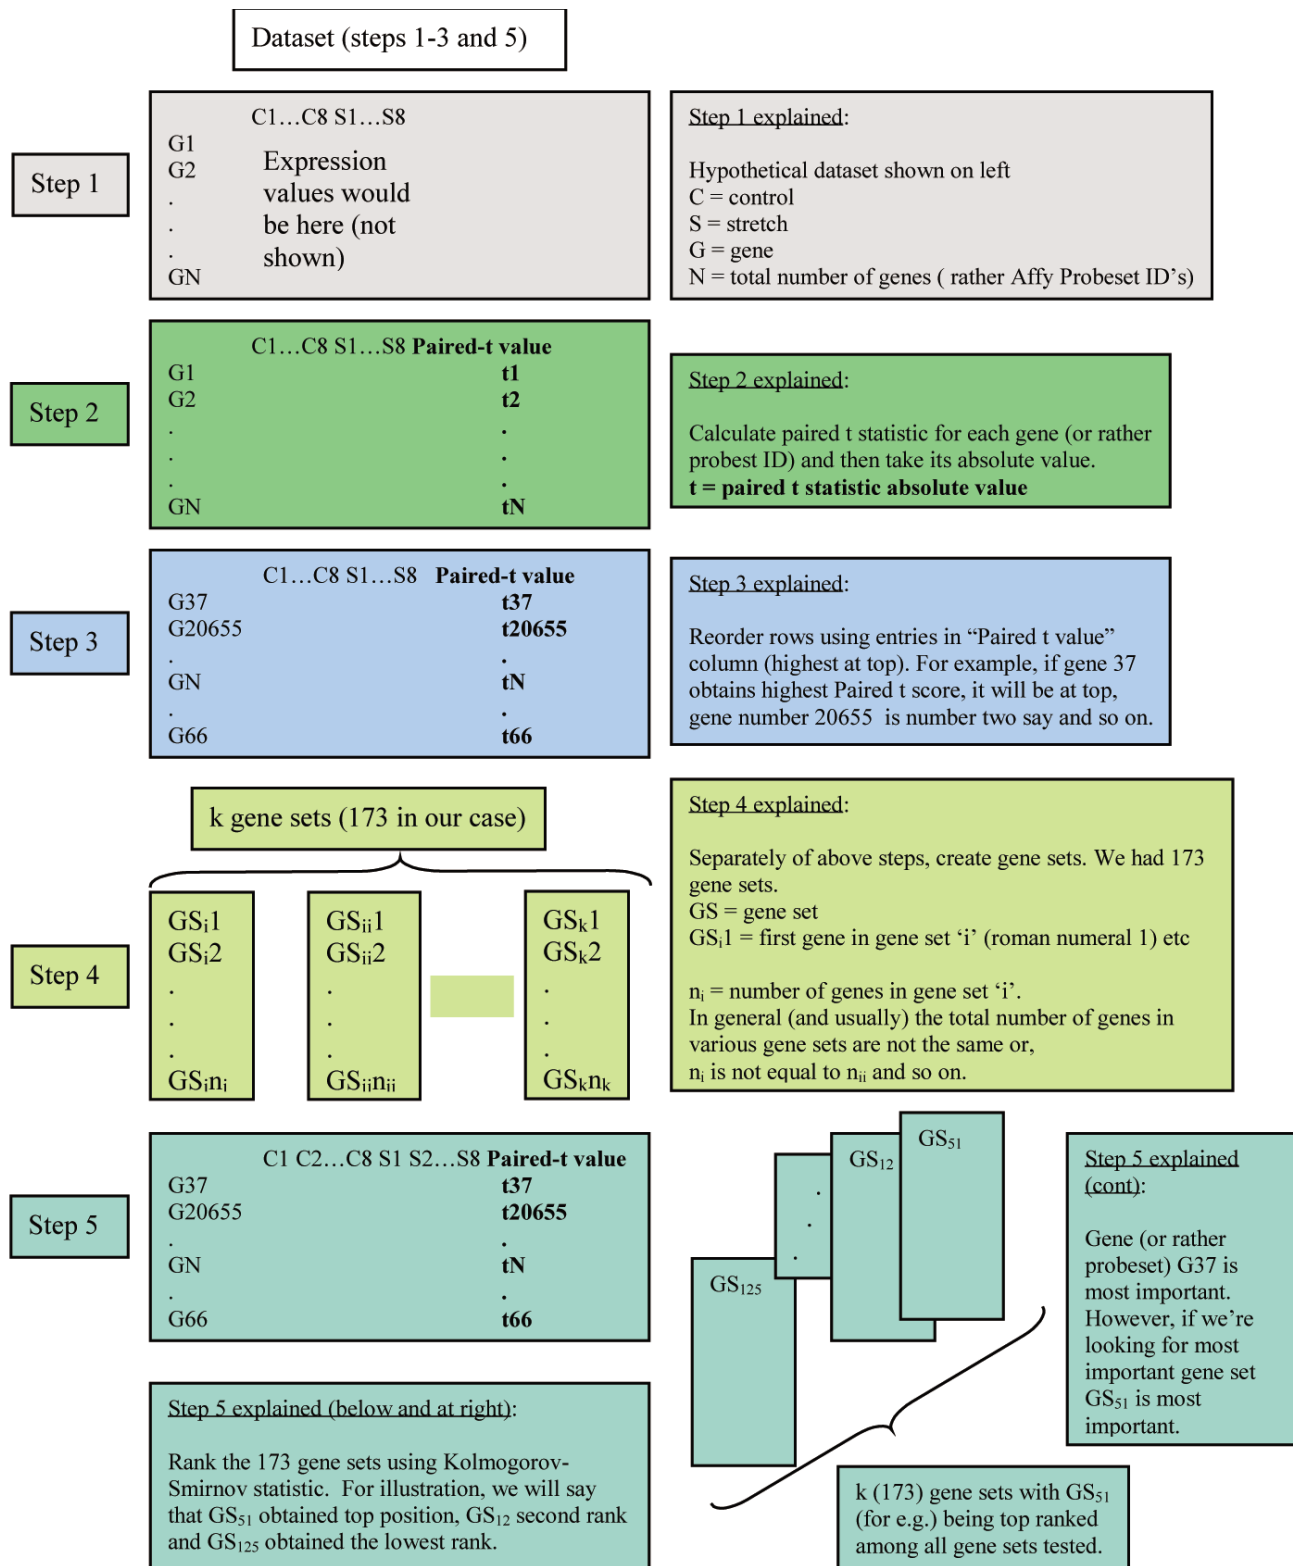 Dataset (steps 1-3 and 5)
Step 1
C1…C8 S1…S8
G1
G2
.
.
.
GN
Expression
values would
be here (not
shown)
Step 1 explained:
Hypothetical dataset shown on left
C = control
S = stretch
G = gene
N = total number of genes ( rather Affy Probeset ID’s)
Step 2
C1…C8 S1…S8 Paired-t value
G1 t1
G2 t2
. .
. .
. .
GN tN
Step 2 explained:
Calculate paired t statistic for each gene (or rather
probest ID) and then take its absolute value.
t = paired t statistic absolute value
Step 3
C1…C8 S1…S8 Paired-t value
G37 t37
G20655 t20655
. .
GN tN
. .
G66 t66
Step 3 explained:
Reorder rows using entries in “Paired t value”
column (highest at top). For example, if gene 37
obtains highest Paired t score, it will be at top,
gene number 20655 is number two say and so on.
k gene sets (173 in our case)
Step 4
GSi1 GSii1 GSk1
GSi2 GSii2 GSk2
. . .
. . .
. . .
GSini GSiinii GSknk
Step 4 explained:
Separately of above steps, create gene sets. We had 173
gene sets.
GS = gene set
GSi1 = first gene in gene set ‘i’ (roman numeral 1) etc
ni = number of genes in gene set ‘i’.
In general (and usually) the total number of genes in
various gene sets are not the same or,
ni is not equal to nii and so on.
Step 5
C1 C2…C8 S1 S2…S8 Paired-t value
G37 t37
G20655 t20655
. .
GN tN
. .
G66 t66
GS125
.
.
.
GS12
GS51
Step 5 explained
(cont):
Gene (or rather
probeset) G37 is
most important.
However, if we’re
looking for most
important gene set
GS51 is most
important.
Step 5 explained (below and at right):
Rank the 173 gene sets using Kolmogorov-
Smirnov statistic. For illustration, we will say
that GS51 obtained top position, GS12 second rank
and GS125 obtained the lowest rank.
k (173) gene sets with GS51
(for e.g.) being top ranked
among all gene sets tested.